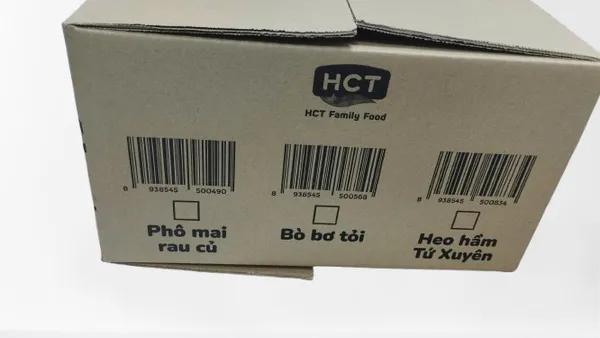 HCT
HCT Family Food
8 938545 500490
8 938545 500568
8 938545 500834
Phô mai
rau củ
Bò bơ tỏi
Heo hầm
Tứ Xuyên